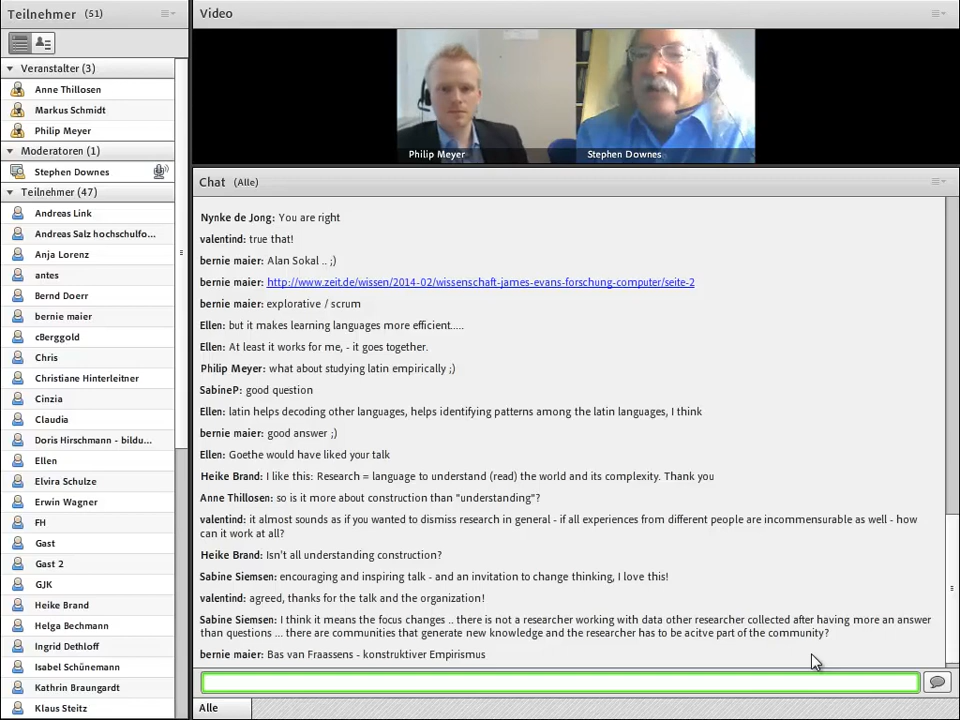 Teilnehmer (51)
Veranstalter (3)
Anne Thillosen
Markus Schmidt
Philip Meyer
Moderatoren (1)
Stephen Downes
Teilnehmer (47)
Andreas Link
Andreas Salz hochschulfo...
Anja Lorenz
antes
Bernd Doerr
bernie maier
cBerggold
Chris
Christiane Hinterleitner
Cinzia
Claudia
Doris Hirschmann - bildu...
Ellen
Elvira Schulze
Erwin Wagner
FH
Gast
Gast 2
GJK
Heike Brand
Helga Bechmann
Ingrid Dethloff
Isabel Schünemann
Kathrin Braungardt
Klaus Steitz
Video
Philip Meyer
Stephen Downes
Chat (Alle)
Nynke de Jong: You are right
valentind: true that!
bernie maier: Alan Sokal .. ;)
bernie maier: http://www.zeit.de/wissen/2014-02/wissenschaft-james-evans-forschung-computer/seite-2
bernie maier: explorative / scrum
Ellen: but it makes learning languages more efficient.....
Ellen: At least it works for me, - it goes together.
Philip Meyer: what about studying latin empirically ;)
SabineP: good question
Ellen: latin helps decoding other languages, helps identifying patterns among the latin languages, I think
bernie maier: good answer ;)
Ellen: Goethe would have liked your talk
Heike Brand: I like this: Research = language to understand (read) the world and its complexity. Thank you
Anne Thillosen: so is it more about construction than "understanding"?
valentind: it almost sounds as if you wanted to dismiss research in general - if all experiences from different people are incommensurable as well - how
can it work at all?
Heike Brand: Isn't all understanding construction?
Sabine Siemsen: encouraging and inspiring talk - and an invitation to change thinking, I love this!
valentind: agreed, thanks for the talk and the organization!
Sabine Siemsen: I think it means the focus changes .. there is not a researcher working with data other researcher collected after having more an answer
than questions ... there are communities that generate new knowledge and the researcher has to be acitve part of the community?
bernie maier: Bas van Fraassens - konstruktiver Empirismus
Alle